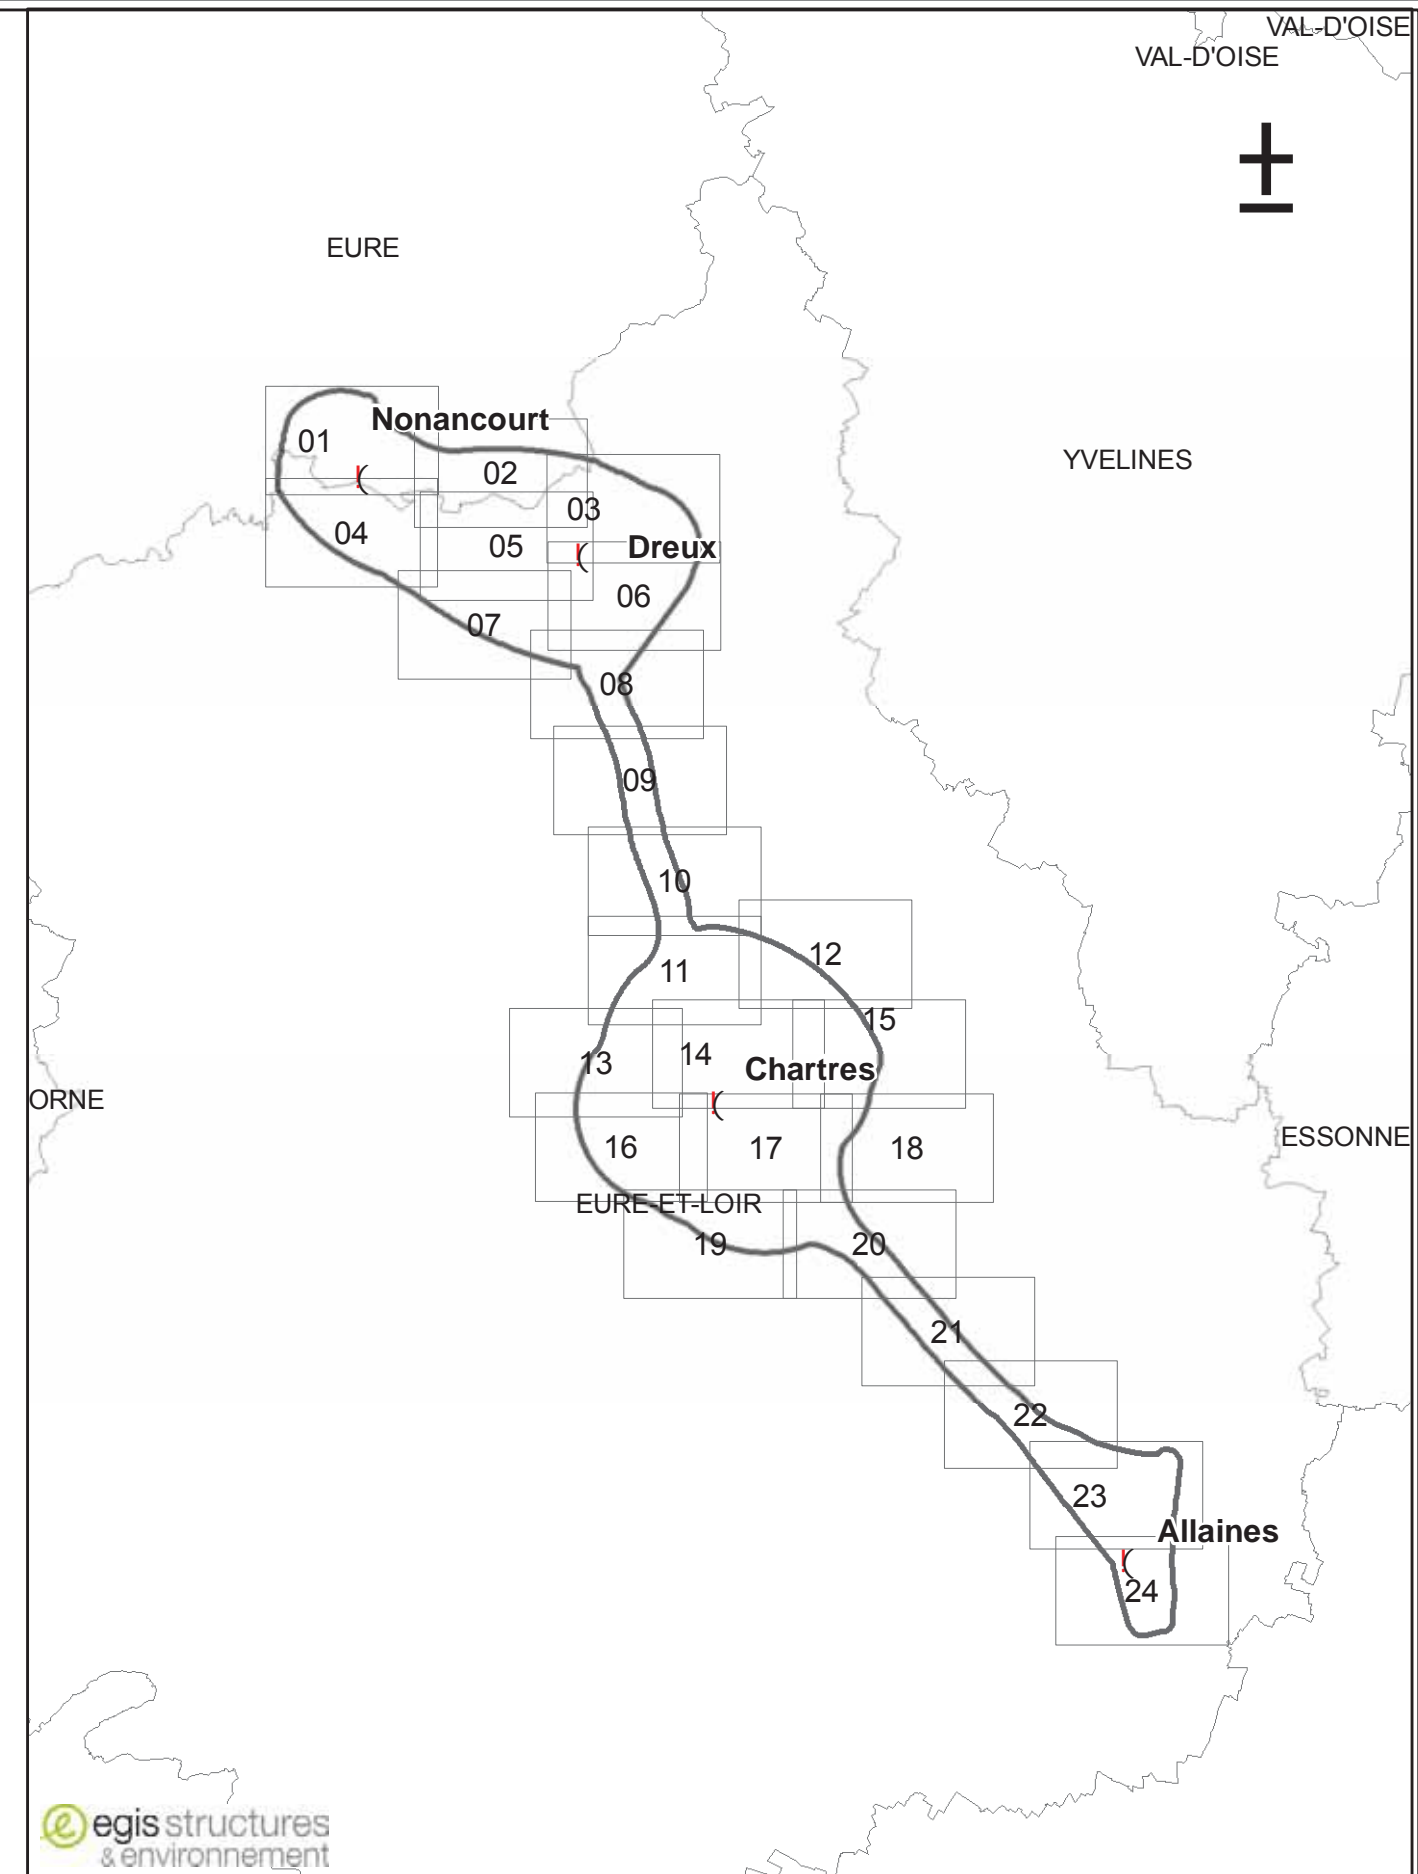 VAL-D'OISE
VAL-D'OISE
±
EURE
Nonancourt
01
YVELINES
02
03
04
05
Dreux
06
07
08
09
10
12
11
15
14
13
Chartres
ORNE
ESSONNE
16
17
18
EURE-ET-LOIR
19
20
21
22
23
Allaines
24
egis structures
& environnement